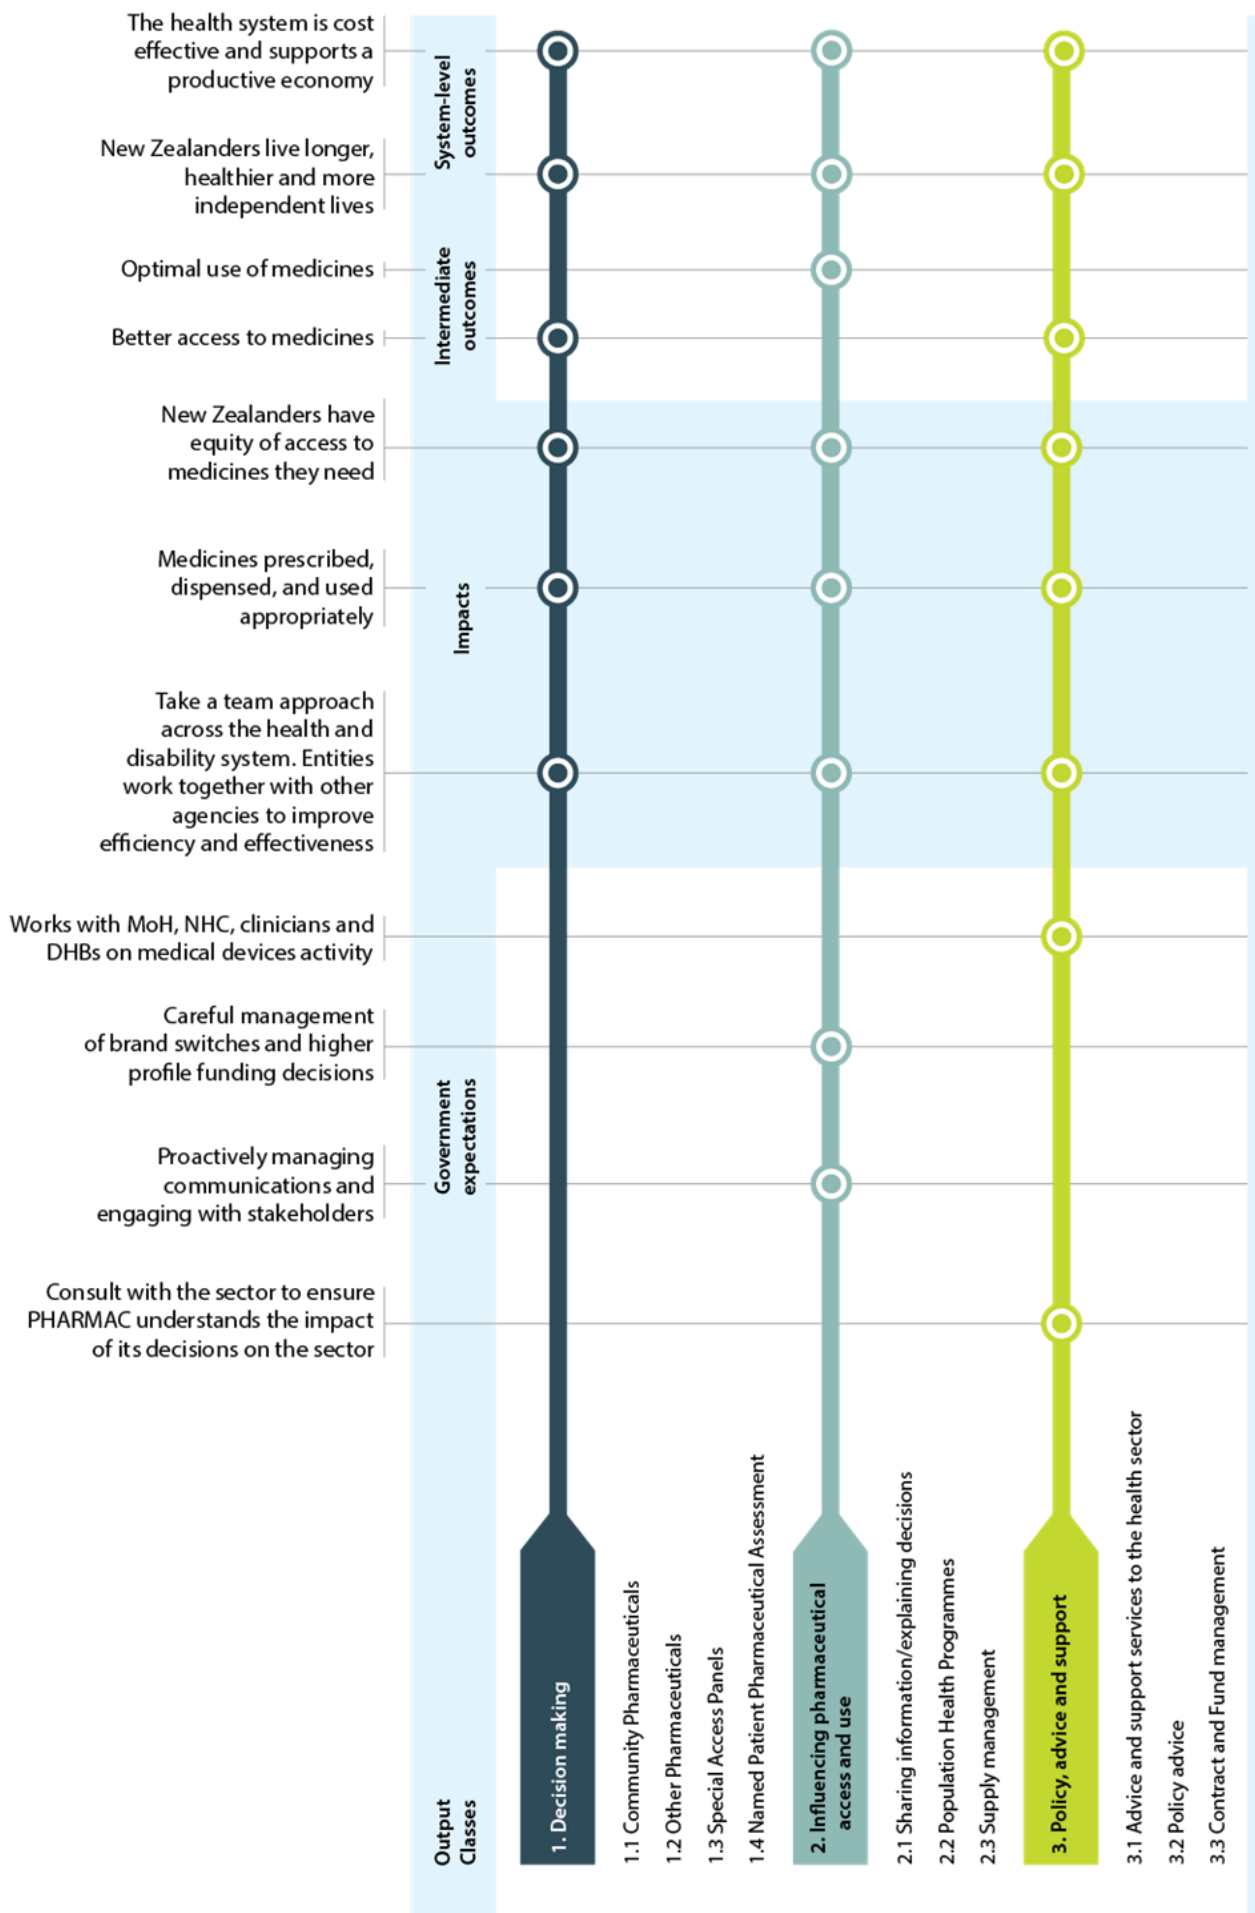 The health system is cost
effective and supports a
productive economy
New Zealanders live longer,
healthier and more
independent lives
System-level
outcomes
Optimal use of medicines
Better access to medicines
Intermediate
outcomes
New Zealanders have
equity of access to
medicines they need
Medicines prescribed,
dispensed, and used
appropriately
Take a team approach
across the health and
disability system. Entities
work together with other
agencies to improve
efficiency and effectiveness
Impacts
Works with MoH, NHC, clinicians and
DHBs on medical devices activity
Careful management
of brand switches and higher
profile funding decisions
Proactively managing
communications and
engaging with stakeholders
Consult with the sector to ensure
PHARMAC understands the impact
of its decisions on the sector
Government
expectations
Output
Classes
1. Decision making
1.1 Community Pharmaceuticals
1.2 Other Pharmaceuticals
1.3 Special Access Panels
1.4 Named Patient Pharmaceutical Assessment
2. Influencing pharmaceutical
access and use
2.1 Sharing information/explaining decisions
2.2 Population Health Programmes
2.3 Supply management
3. Policy, advice and support
3.1 Advice and support services to the health sector
3.2 Policy advice
3.3 Contract and Fund management